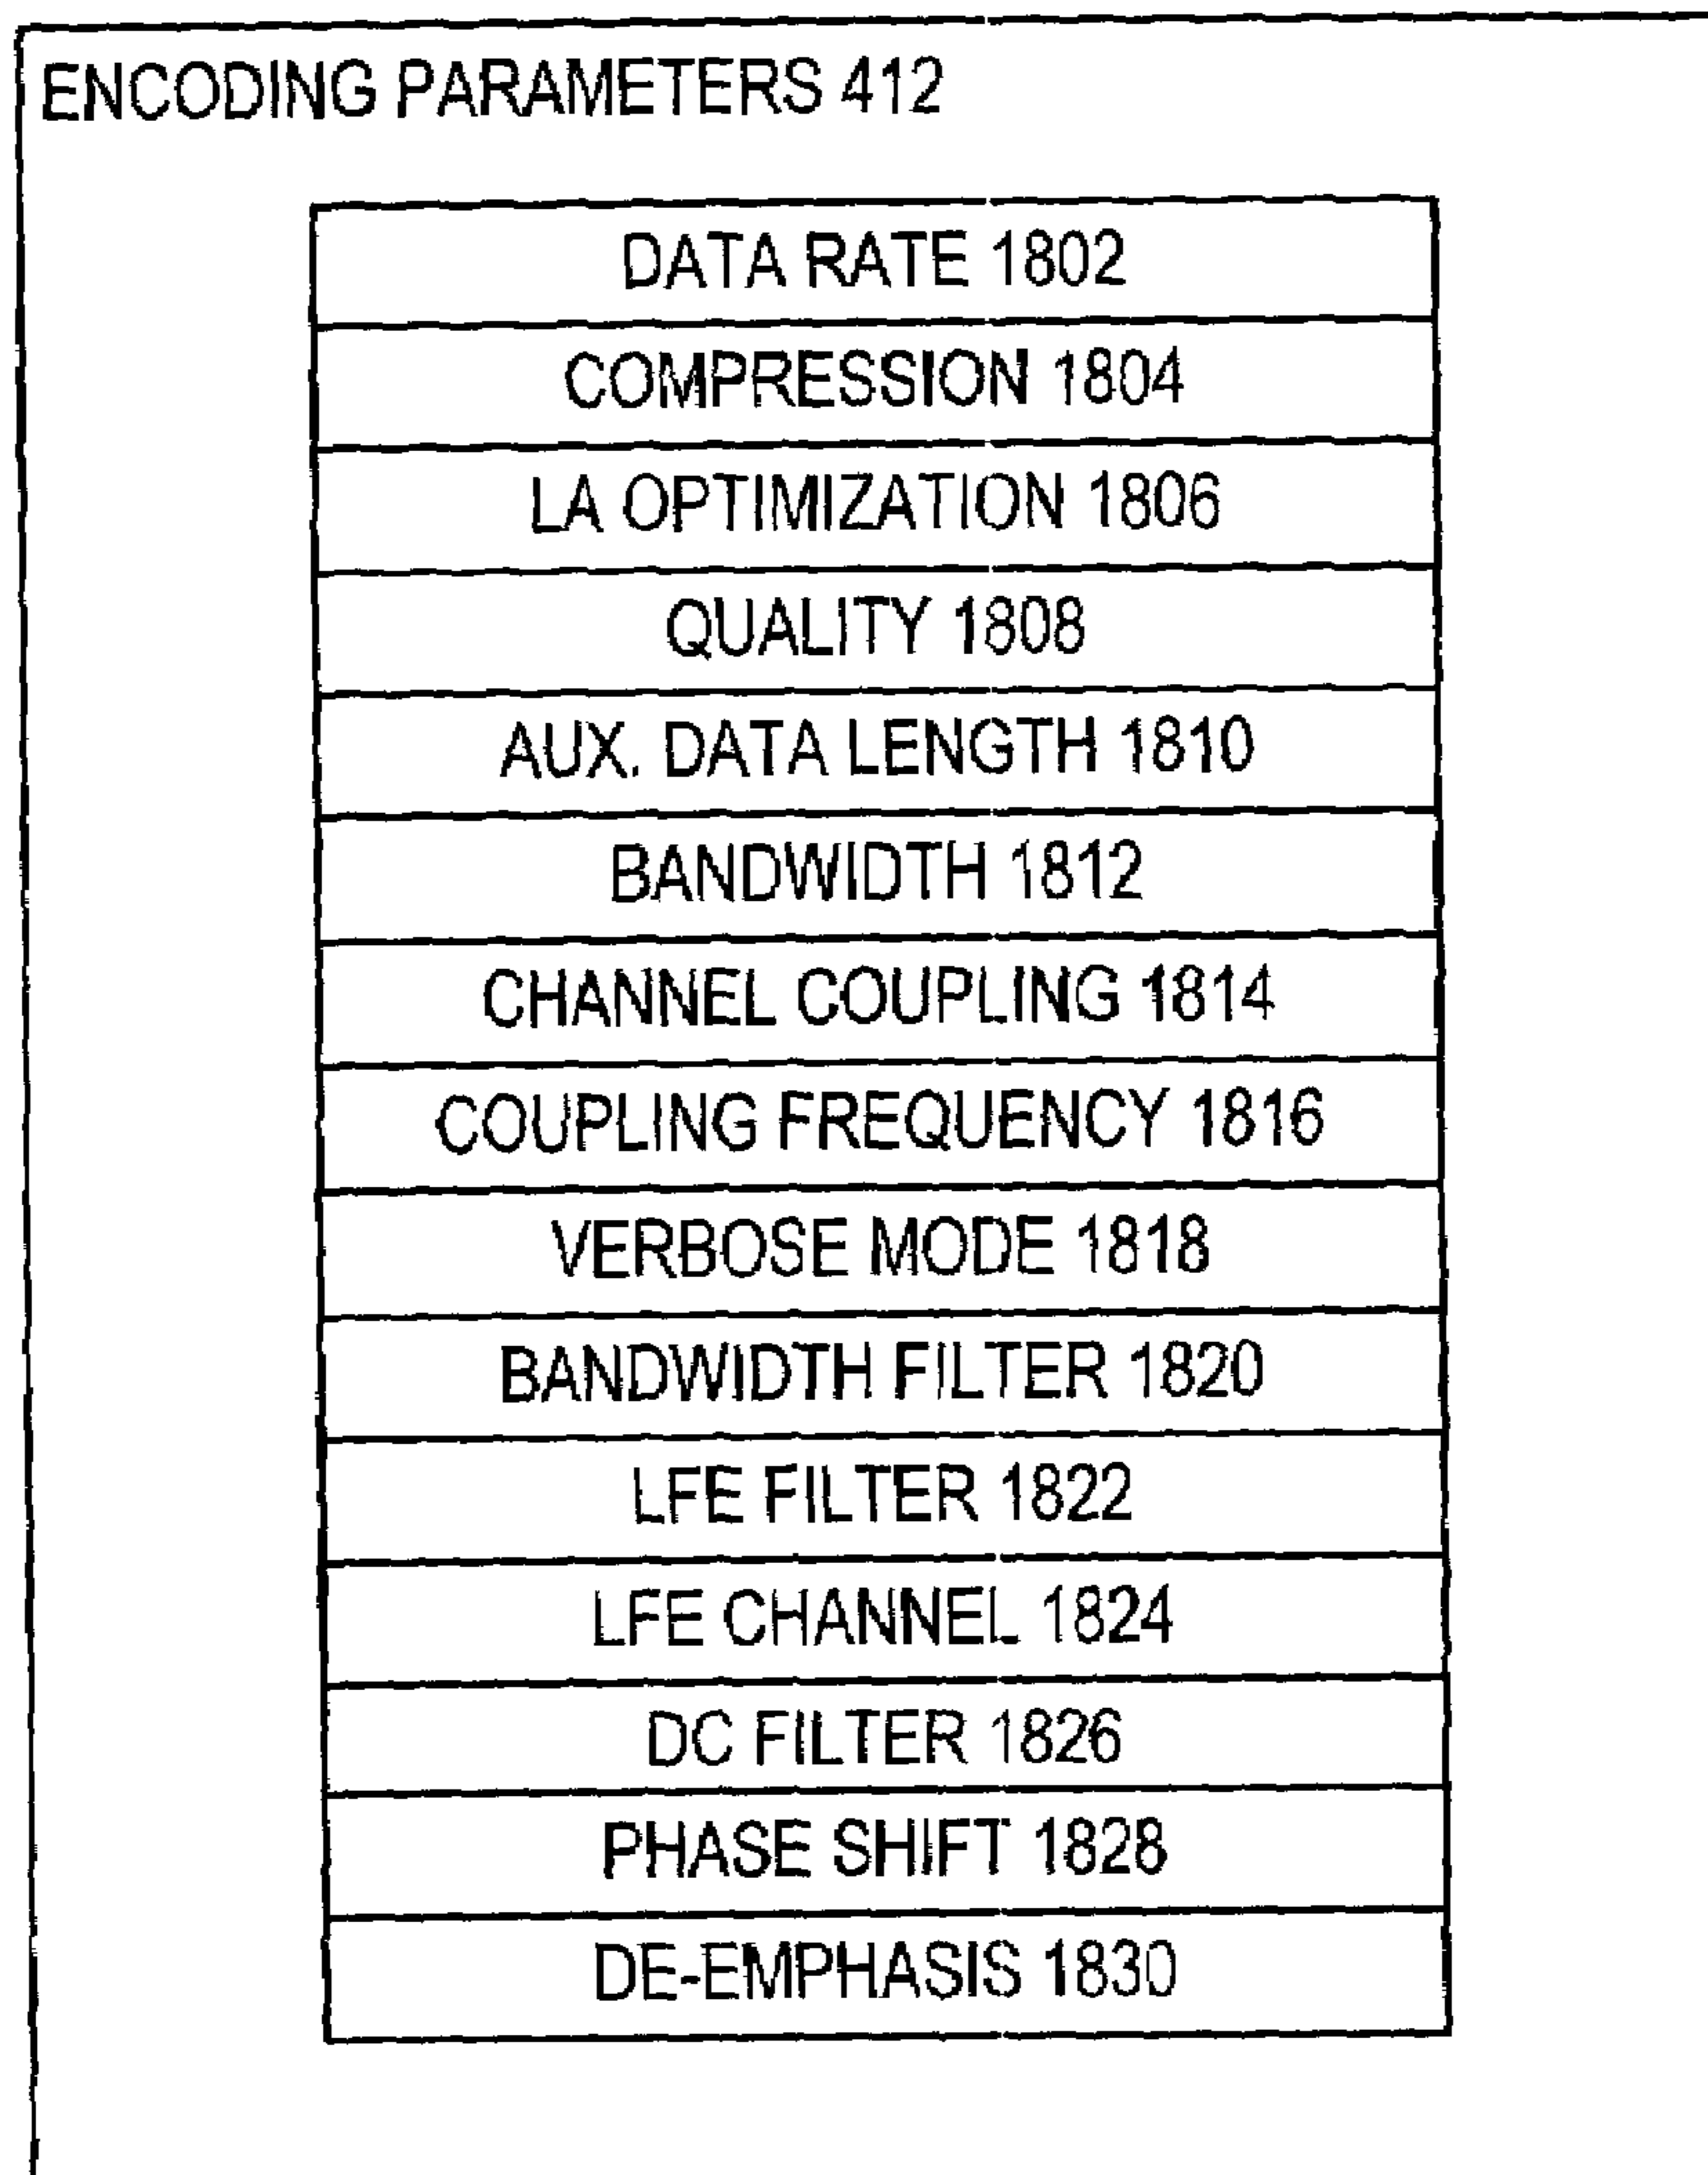 ENCODING PARAMETERS 412
DATA RATE 1802
COMPRESSION 1804
LA OPTIMIZATION 1806
QUALITY 1808
AUX. DATA LENGTH 1810
BANDWIDTH 1812
CHANNEL COUPLING 1814
COUPLING FREQUENCY 1816
VERBOSE MODE 1818
BANDWIDTH FILTER 1820
LFE FILTER 1822
LFE CHANNEL 1824
DC FILTER 1826
PHASE SHIFT 1828
DE-EMPHASIS 1830